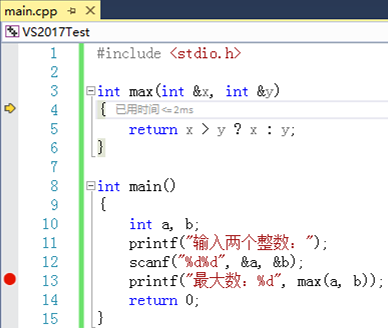 main.cpp
VS2017Test
1 #include <stdio.h>
2
3 int max(int &x, int &y)
4 { 已用时间<=2ms
5 return x > y ? x : y;
6 }
7
8 int main()
9 {
10 int a, b;
11 printf("输入两个整数：");
12 scanf("%d%d", &a, &b);
13 printf("最大数：%d", max(a, b));
14 return 0;
15 }